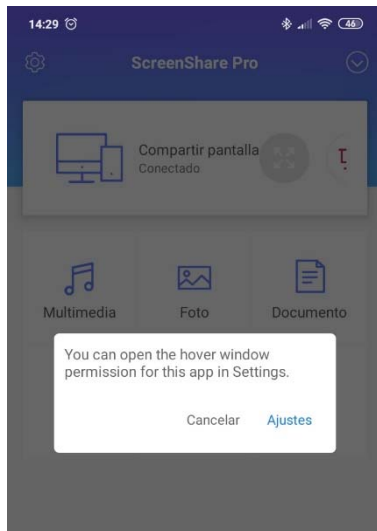 14:29
46
ScreenShare Pro
Compartir pantalla
Conectado
Multimedia
Foto
Documento
You can open the hover window
permission for this app in Settings.
Cancelar
Ajustes